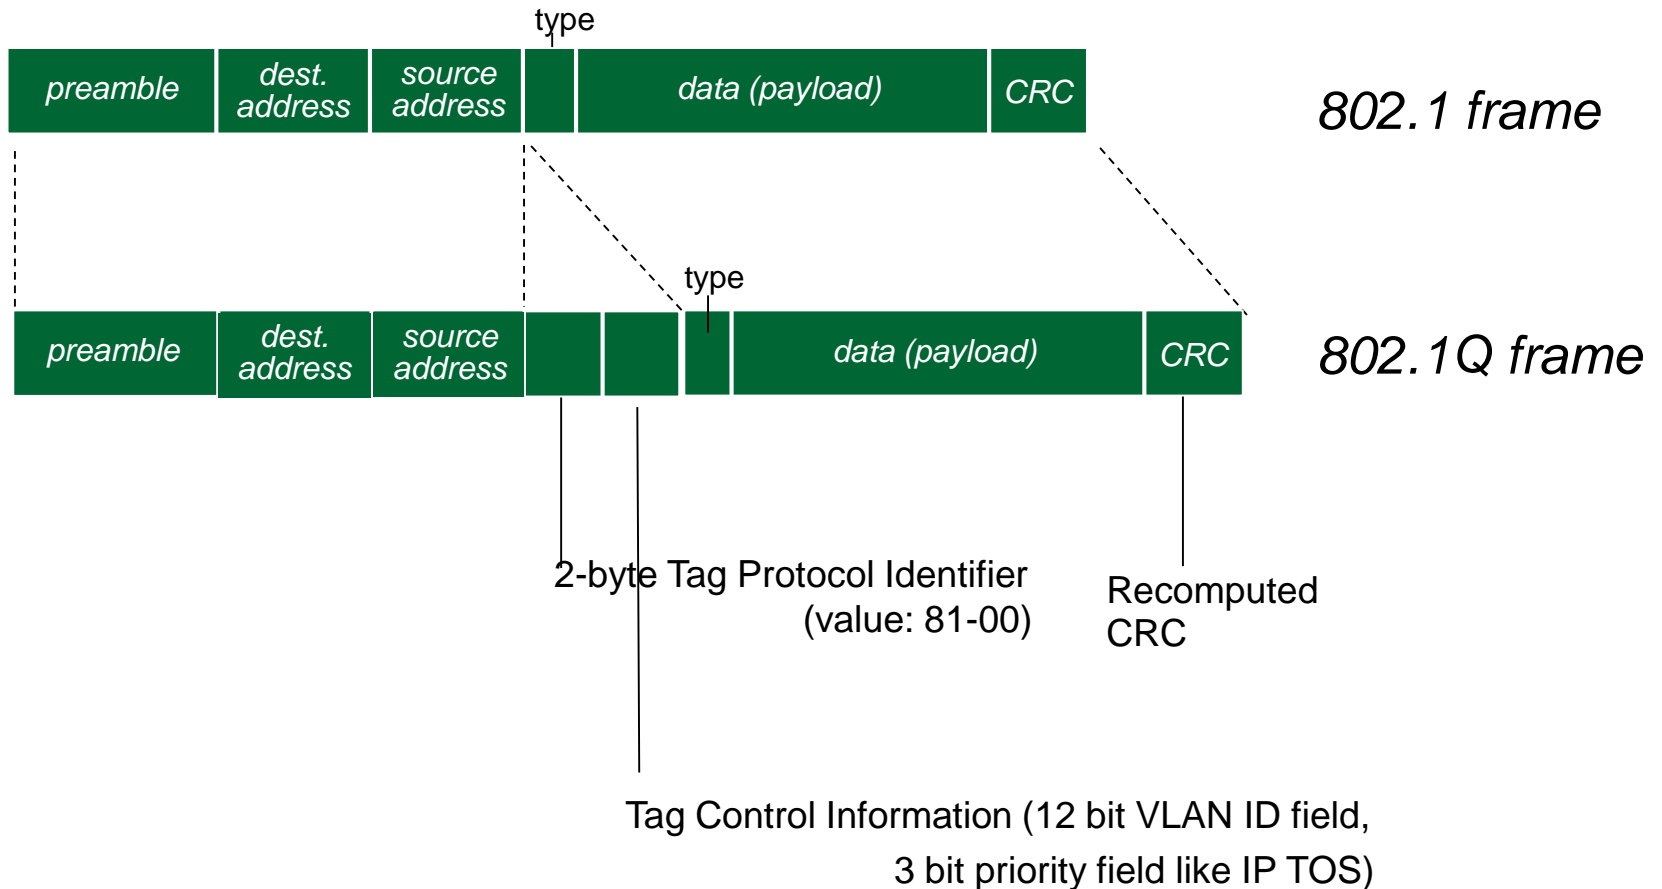 type
preamble
dest.
address
source
address
data (payload)
CRC
802.1 frame
type
preamble
dest.
address
source
address
data (payload)
CRC
802.1Q frame
2-byte Tag Protocol Identifier
(value: 81-00)
Recomputed
CRC
Tag Control Information (12 bit VLAN ID field,
3 bit priority field like IP TOS)